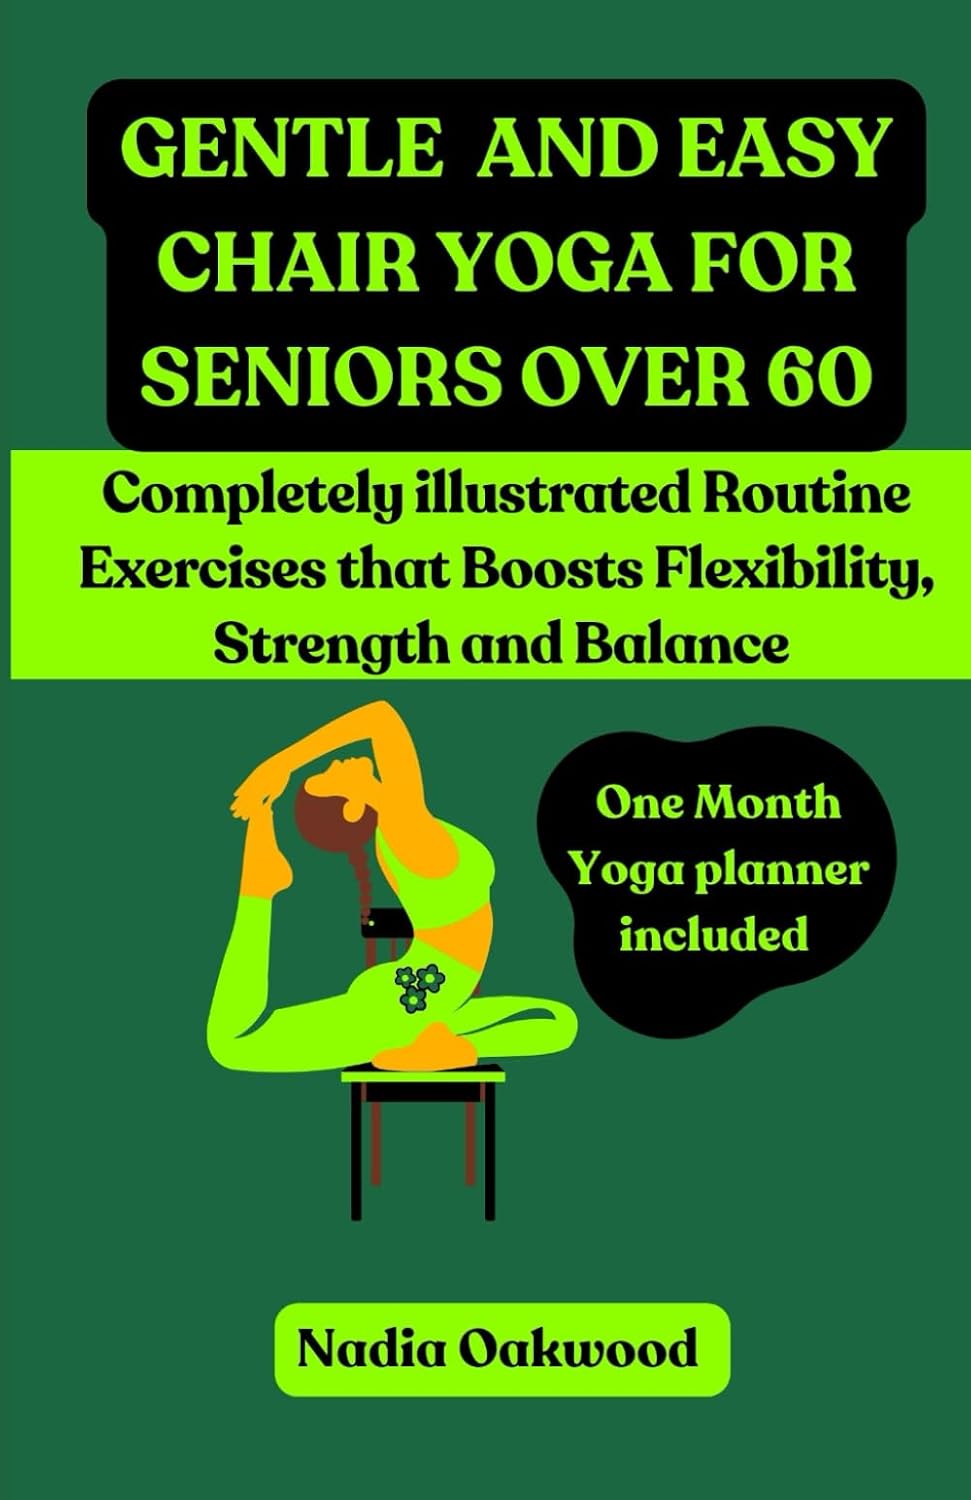 GENTLE AND EASY
CHAIR YOGA FOR
SENIORS OVER 60
Completely illustrated Routine
Exercises that Boosts Flexibility,
Strength and Balance
One Month
Yoga planner
included
Nadia Oakwood